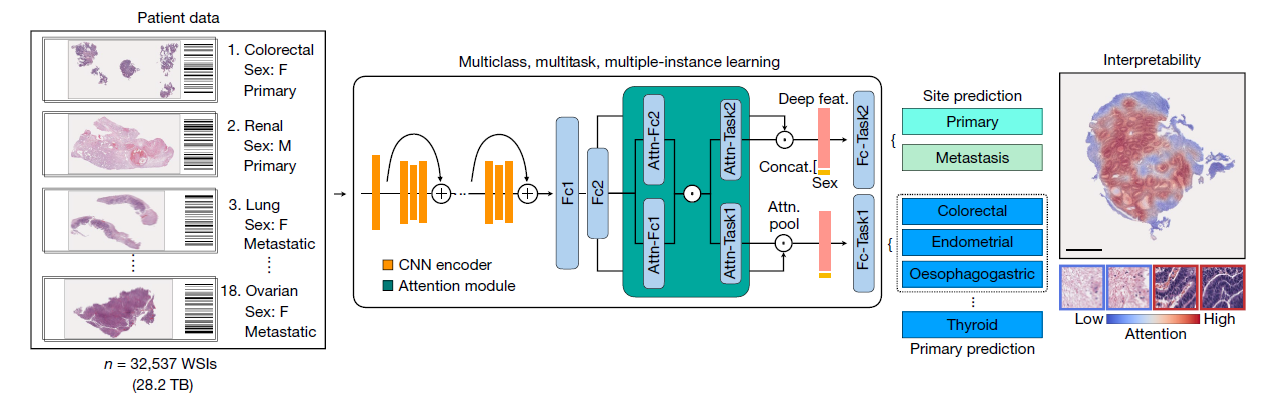 Patient data
1. Colorectal
Sex: F
Primary
2. Renal
Sex: M
Primary
3. Lung
Sex: F
Metastatic
18. Ovarian
Sex: F
Metastatic
n = 32,537 WSIs
(28.2 TB)
Multiclass, multitask, multiple-instance learning
CNN encoder
Attention module
Fc1
Fc2
Attn-Fc2
Attn-Fc1
Attn-Task2
Attn-Task1
Deep feat.
Concat.[
Sex
Attn.
pool
Fc-Task2
Fc-Task1
Site prediction
{
Primary
Metastasis
{
Colorectal
Endometrial
Oesophagogastric
Thyroid
Primary prediction
Interpretability
Low
High
Attention